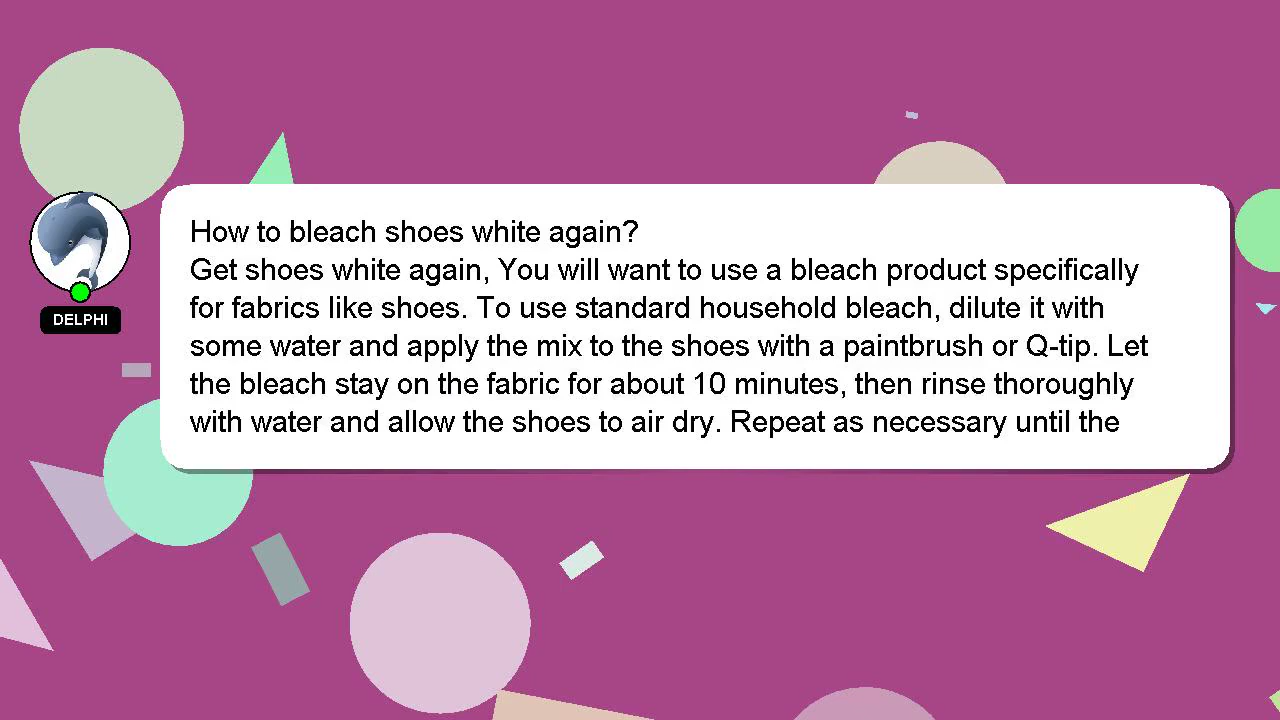 How to bleach shoes white again?
Get shoes white again, You will want to use a bleach product specifically
for fabrics like shoes. To use standard household bleach, dilute it with
some water and apply the mix to the shoes with a paintbrush or Q-tip. Let
the bleach stay on the fabric for about 10 minutes, then rinse thoroughly
with water and allow the shoes to air dry. Repeat as necessary until the
DELPHI